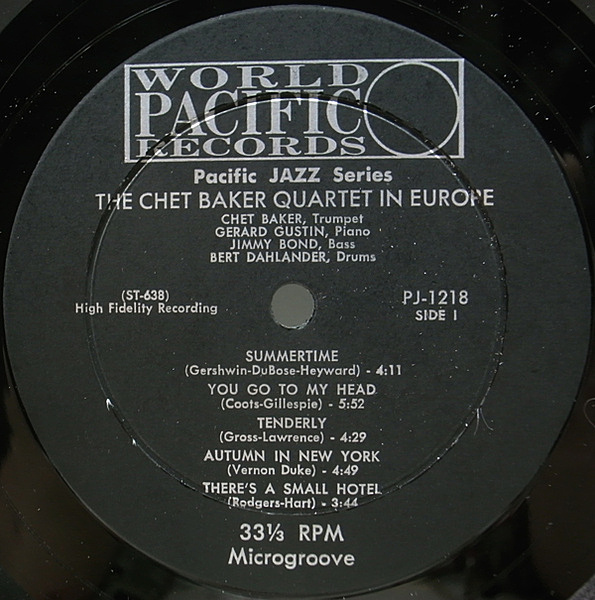 WORLD
PACIFIC
RECORDS
Pacific JAZZ Series
THE CHET BAKER QUARTET IN EUROPE
CHET BAKER, Trumpet
GERARD GUSTIN, Piano
JIMMY BOND, Bass
BERT DAHLANDER, Drums
(ST-638)
High Fidelity Recording
PJ-1218
SIDE 1
SUMMERTIME
(Gershwin-DuBose-Heyward) - 4:11
YOU GO TO MY HEAD
(Coots-Gillespie) - 5:52
TENDERLY
(Gross-Lawrence) - 4:29
AUTUMN IN NEW YORK
(Vernon Duke) - 4:49
THERE'S A SMALL HOTEL
(Rodgers-Hart) - 3:44
33⅓ RPM
Microgroove